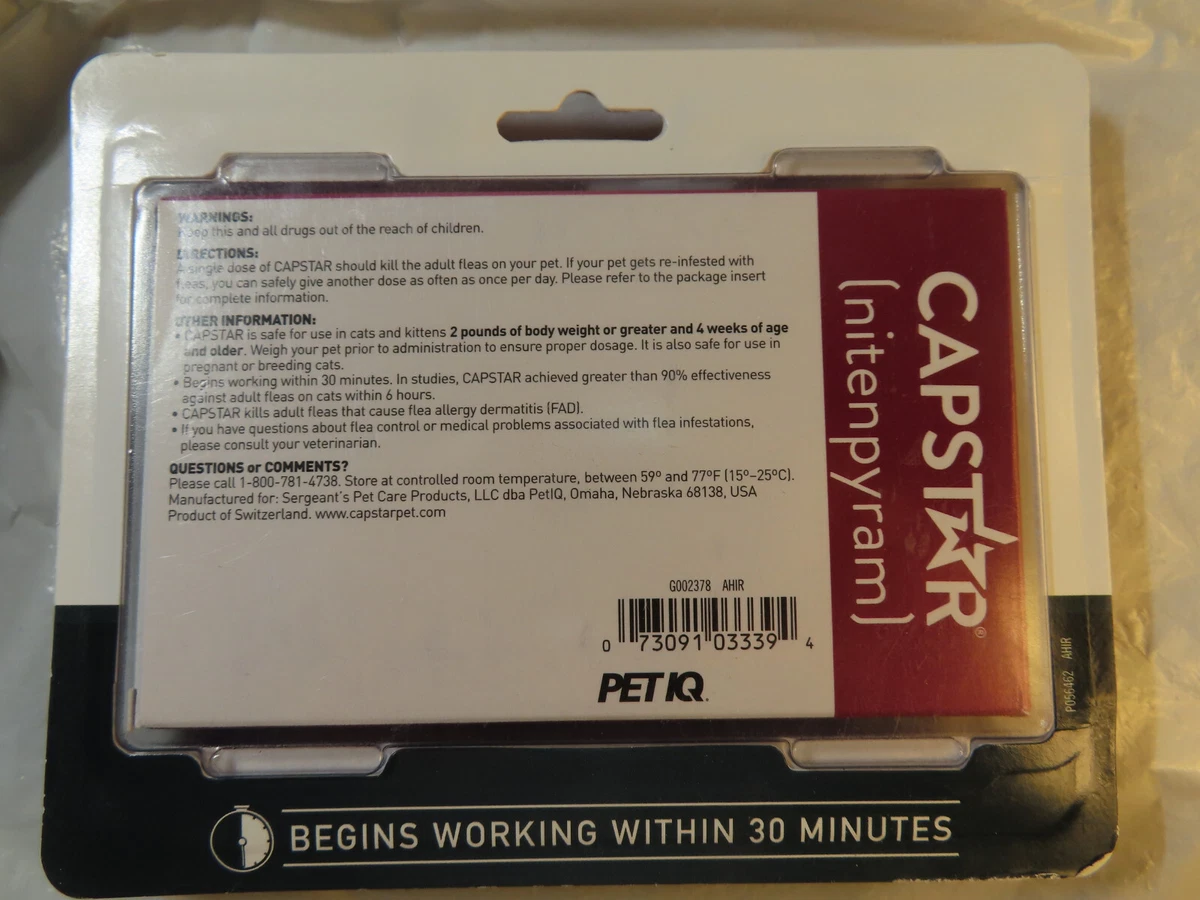 WARNINGS:
Keep this and all drugs out of the reach of children.
DIRECTIONS:
A single dose of CAPSTAR should kill the adult fleas on your pet. If your pet gets re-infested with
fleas, you can safely give another dose as often as once per day. Please refer to the package insert
for complete information.
OTHER INFORMATION:
• CAPSTAR is safe for use in cats and kittens 2 pounds of body weight or greater and 4 weeks of age
and older. Weigh your pet prior to administration to ensure proper dosage. It is also safe for use in
pregnant or breeding cats.
• Begins working within 30 minutes. In studies, CAPSTAR achieved greater than 90% effectiveness
against adult fleas on cats within 6 hours.
• CAPSTAR kills adult fleas that cause flea allergy dermatitis (FAD).
• If you have questions about flea control or medical problems associated with flea infestations,
please consult your veterinarian.
QUESTIONS or COMMENTS?
Please call 1-800-781-4738. Store at controlled room temperature, between 59º and 77ºF (15º–25ºC).
Manufactured for: Sergeant's Pet Care Products, LLC dba PetIQ, Omaha, Nebraska 68138, USA
Product of Switzerland. www.capstarpet.com
G002378 AHIR
0 73091 03339 4
PET IQ.
CAPSTAR®
(nitenpyram)
P056462 AHIR
BEGINS WORKING WITHIN 30 MINUTES